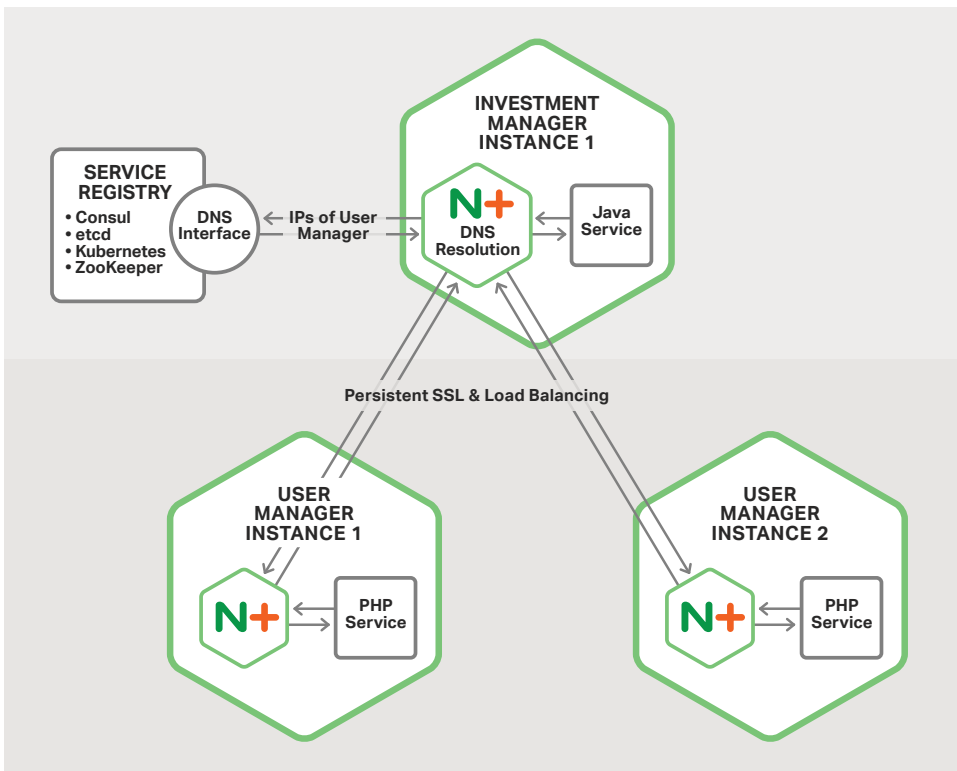 INVESTMENT
MANAGER
INSTANCE 1
SERVICE
REGISTRY
• Consul
• etcd
• Kubernetes
• ZooKeeper
DNS
Interface
IPs of User
Manager
N+
DNS
Resolution
Java
Service
Persistent SSL & Load Balancing
USER
MANAGER
INSTANCE 1
N+
PHP
Service
USER
MANAGER
INSTANCE 2
N+
PHP
Service